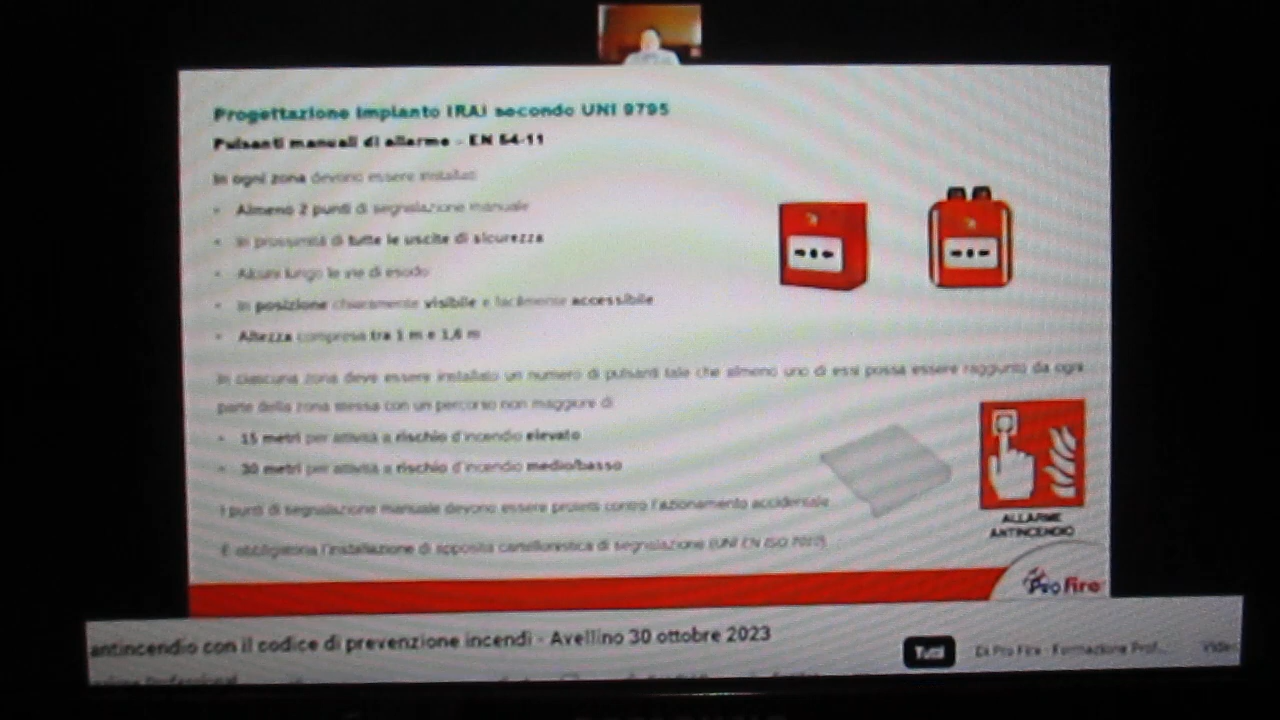 Progettazione Impianto IRAI secondo UNI 9795
Pulsanti manuali di allarme - EN 54-11
In ogni zona devono essere installati
• Almeno 2 punti di segnalazione manuale
• In prossimità di tutte le uscite di sicurezza
• Alcuni lungo le vie di esodo
• In posizione chiaramente visibile e facilmente accessibile
• Altezza compresa tra 1 m e 1,6 m
In ciascuna zona deve essere installato un numero di pulsanti tale che almeno uno di essi possa essere raggiunto da ogni
parte della zona stessa con un percorso non maggiore di
• 15 metri per attività a rischio d'incendio elevato
• 30 metri per attività a rischio d'incendio medio/basso
I punti di segnalazione manuale devono essere protetti contro l'azionamento accidentale
È obbligatoria l'installazione di apposita cartellonistica di segnalazione (UNI EN ISO 7010)
ALLARME
ANTINCENDIO
Pro Fire
antincendio con il codice di prevenzione incendi - Avellino 30 ottobre 2023
Tutti
Da Pro Fire - Formazione Prof...
Video